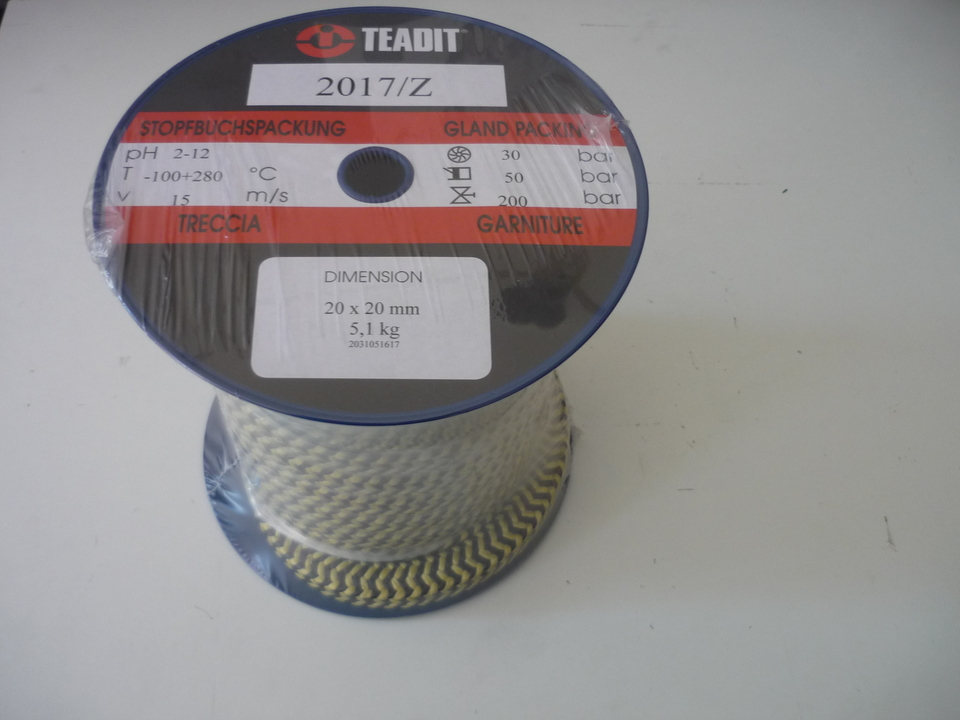 TEADIT
2017/Z
STOPFBUCHSPACKUNG GLAND PACKING
pH 2-12 30 bar
T -100+280 °C 50 bar
v 15 m/s 200 bar
TRECCIA GARNITURE
DIMENSION
20 x 20 mm
5,1 kg
2031051617